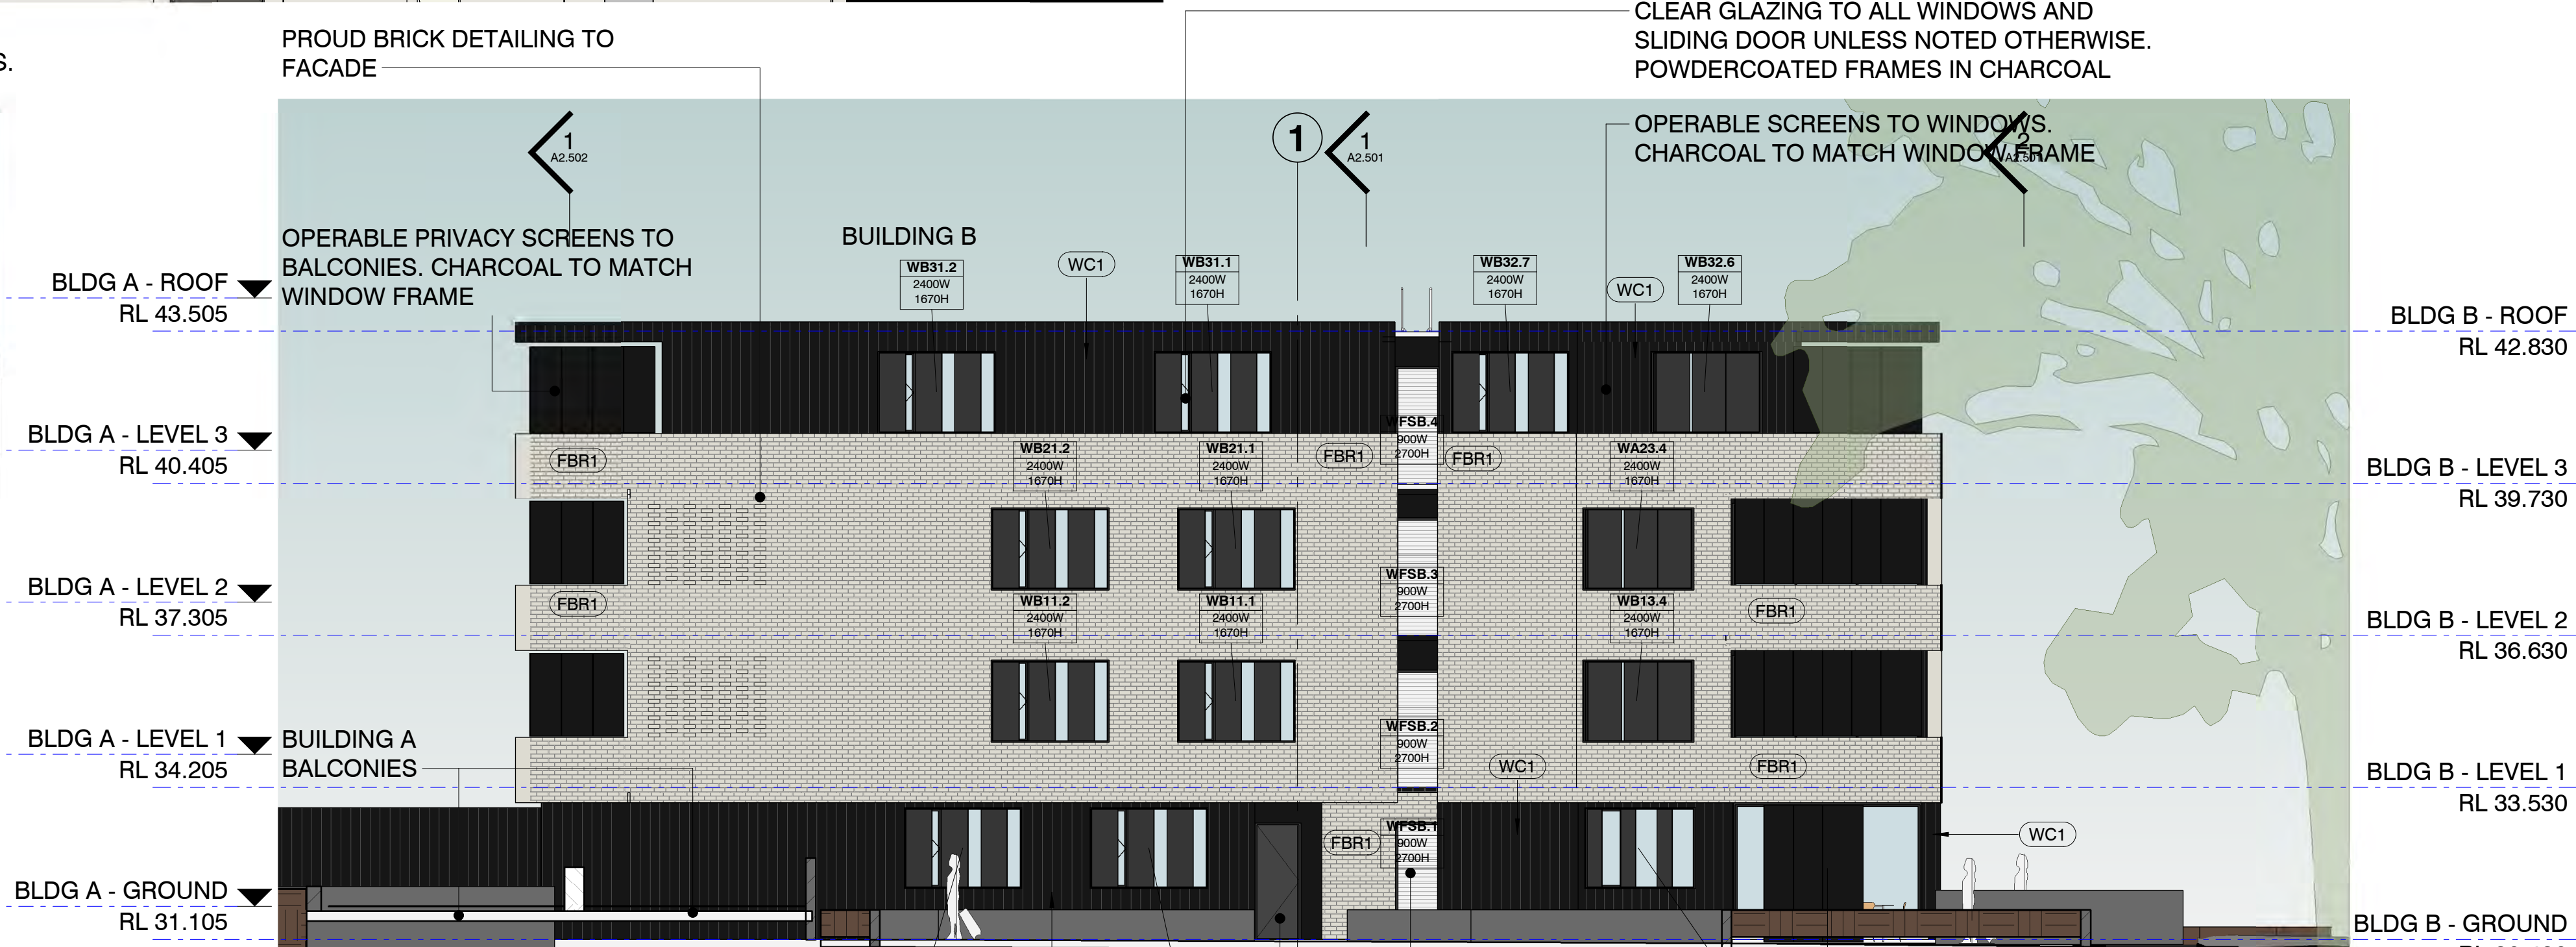 S.
PROUD BRICK DETAILING TO
FACADE
CLEAR GLAZING TO ALL WINDOWS AND
SLIDING DOOR UNLESS NOTED OTHERWISE.
POWDERCOATED FRAMES IN CHARCOAL
1
A2.502
1
1
A2.501
OPERABLE SCREENS TO WINDOWS.
CHARCOAL TO MATCH WINDOW FRAME
2
OPERABLE PRIVACY SCREENS TO
BALCONIES. CHARCOAL TO MATCH
WINDOW FRAME
BUILDING B
WB31.2
2400W
1670H
WC1
WB31.1
2400W
1670H
WB32.7
2400W
1670H
WC1
WB32.6
2400W
1670H
BLDG A - ROOF
RL 43.505
BLDG B - ROOF
RL 42.830
BLDG A - LEVEL 3
RL 40.405
FBR1
WB21.2
2400W
1670H
WB21.1
2400W
1670H
FBR1
WFSB.4
900W
2700H
FBR1
WA23.4
2400W
1670H
BLDG B - LEVEL 3
RL 39.730
BLDG A - LEVEL 2
RL 37.305
FBR1
WB11.2
2400W
1670H
WB11.1
2400W
1670H
WFSB.3
900W
2700H
WB13.4
2400W
1670H
FBR1
BLDG B - LEVEL 2
RL 36.630
BLDG A - LEVEL 1
RL 34.205
BUILDING A
BALCONIES
WFSB.2
900W
2700H
WC1
FBR1
BLDG B - LEVEL 1
RL 33.530
FBR1
WFSB.1
900W
2700H
WC1
BLDG A - GROUND
RL 31.105
BLDG B - GROUND